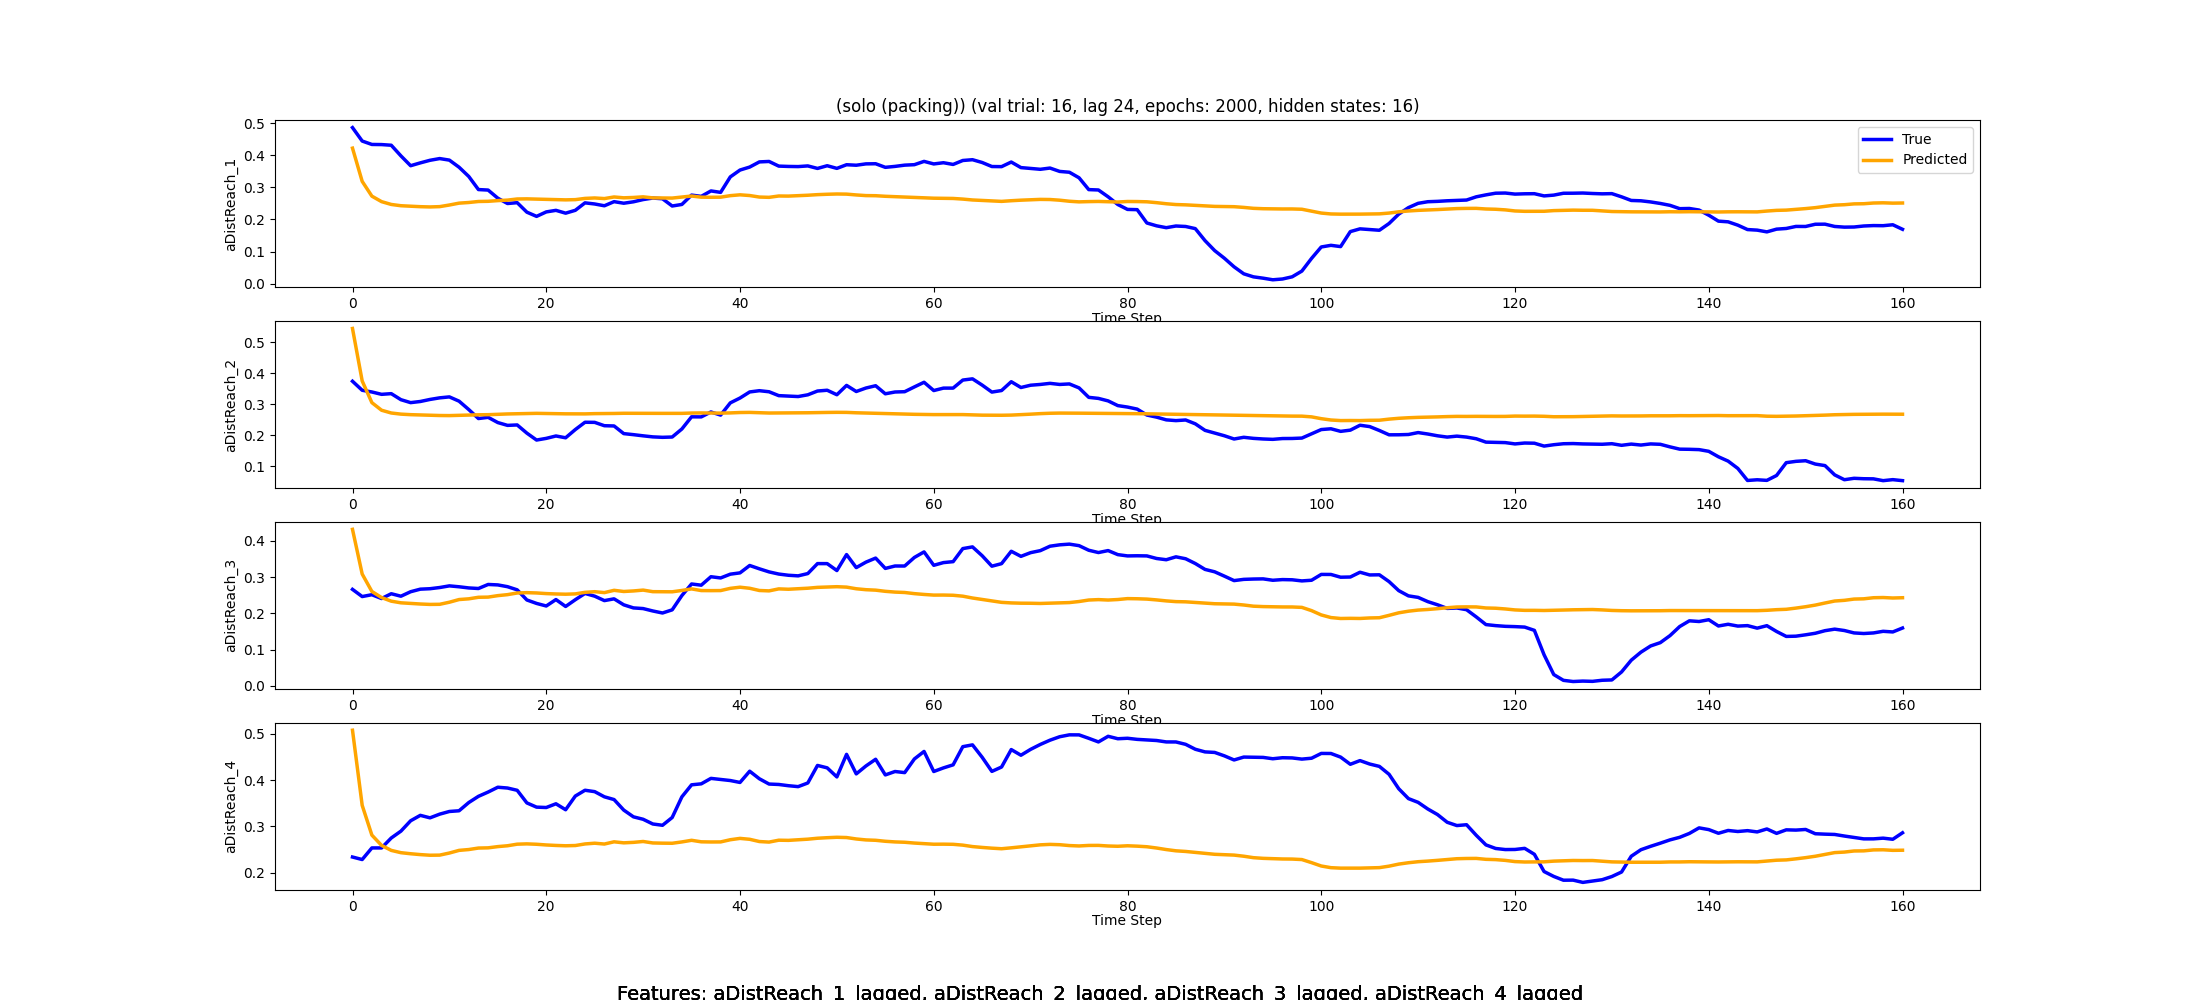 (solo (packing)) (val trial: 16, lag 24, epochs: 2000, hidden states: 16)
aDistReach_1
0.5
0.4
0.3
0.2
0.1
0.0
True
Predicted
0 20 40 60 80 100 120 140 160
Time Step
aDistReach_2
0.5
0.4
0.3
0.2
0.1
0 20 40 60 80 100 120 140 160
Time Step
aDistReach_3
0.4
0.3
0.2
0.1
0.0
0 20 40 60 80 100 120 140 160
Time Step
aDistReach_4
0.5
0.4
0.3
0.2
0 20 40 60 80 100 120 140 160
Time Step
Features: aDistReach_1_lagged, aDistReach_2_lagged, aDistReach_3_lagged, aDistReach_4_lagged